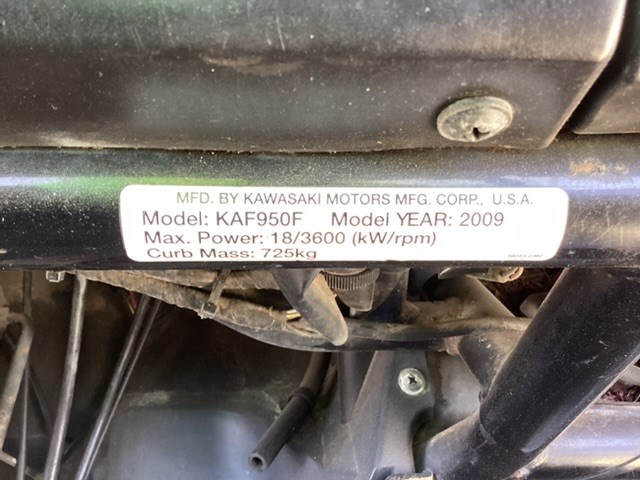 MFD. BY KAWASAKI MOTORS MFG. CORP., U.S.A.
Model: KAF950F Model YEAR: 2009
Max. Power: 18/3600 (kW/rpm)
Curb Mass: 725kg